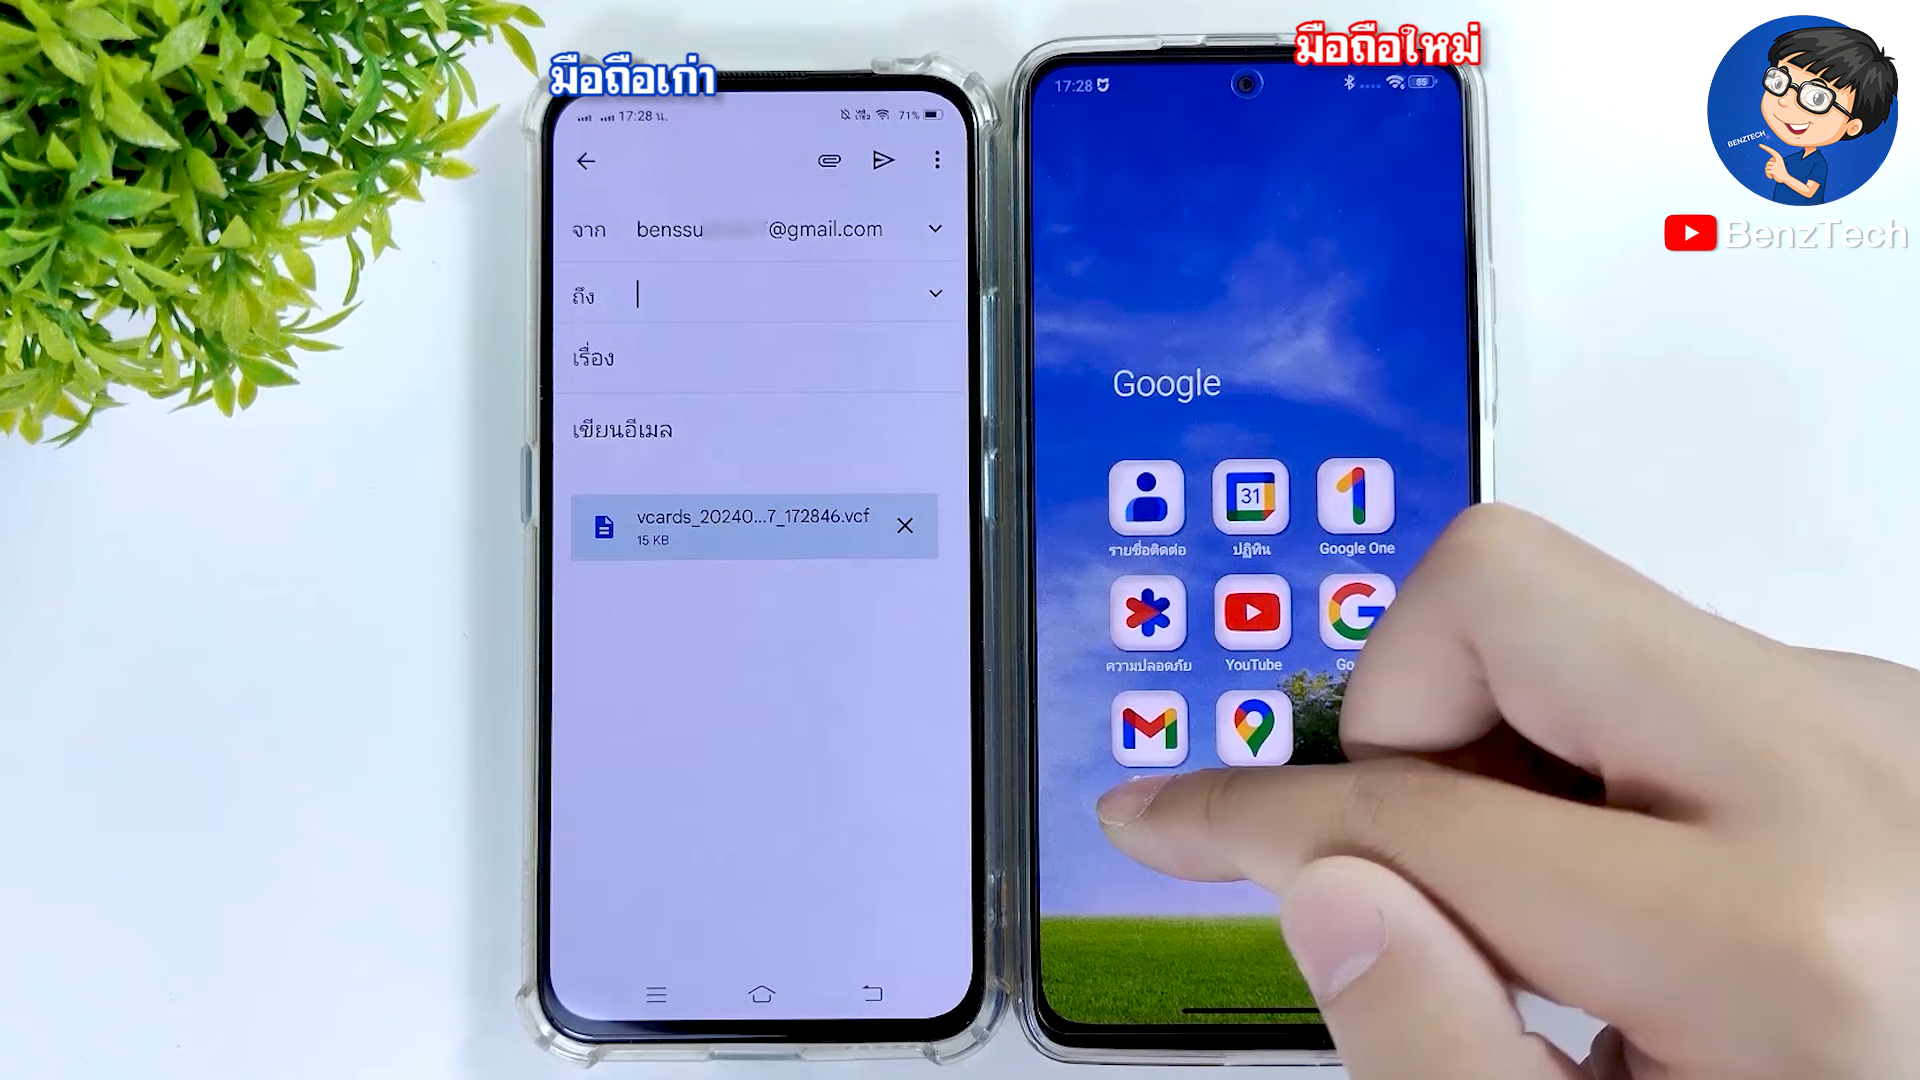 มือถือเก่า
มือถือใหม่
BENZTECH
BenzTech
17:28 น.
71%
จาก benssu @gmail.com
ถึง
เรื่อง
เขียนอีเมล
vcards_20240...7_172846.vcf
15 KB
17:28
85
Google
31
รายชื่อติดต่อ
ปฏิทิน
Google One
ความปลอดภัย
YouTube
Go